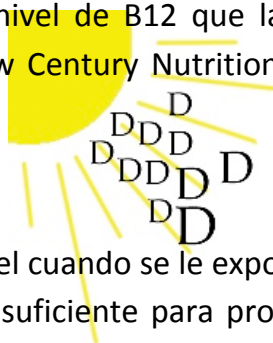 nivel de B12 que la
w Century Nutrition
D
DDD
D
DDDD
DD
el cuando se le expo
suficiente para pro